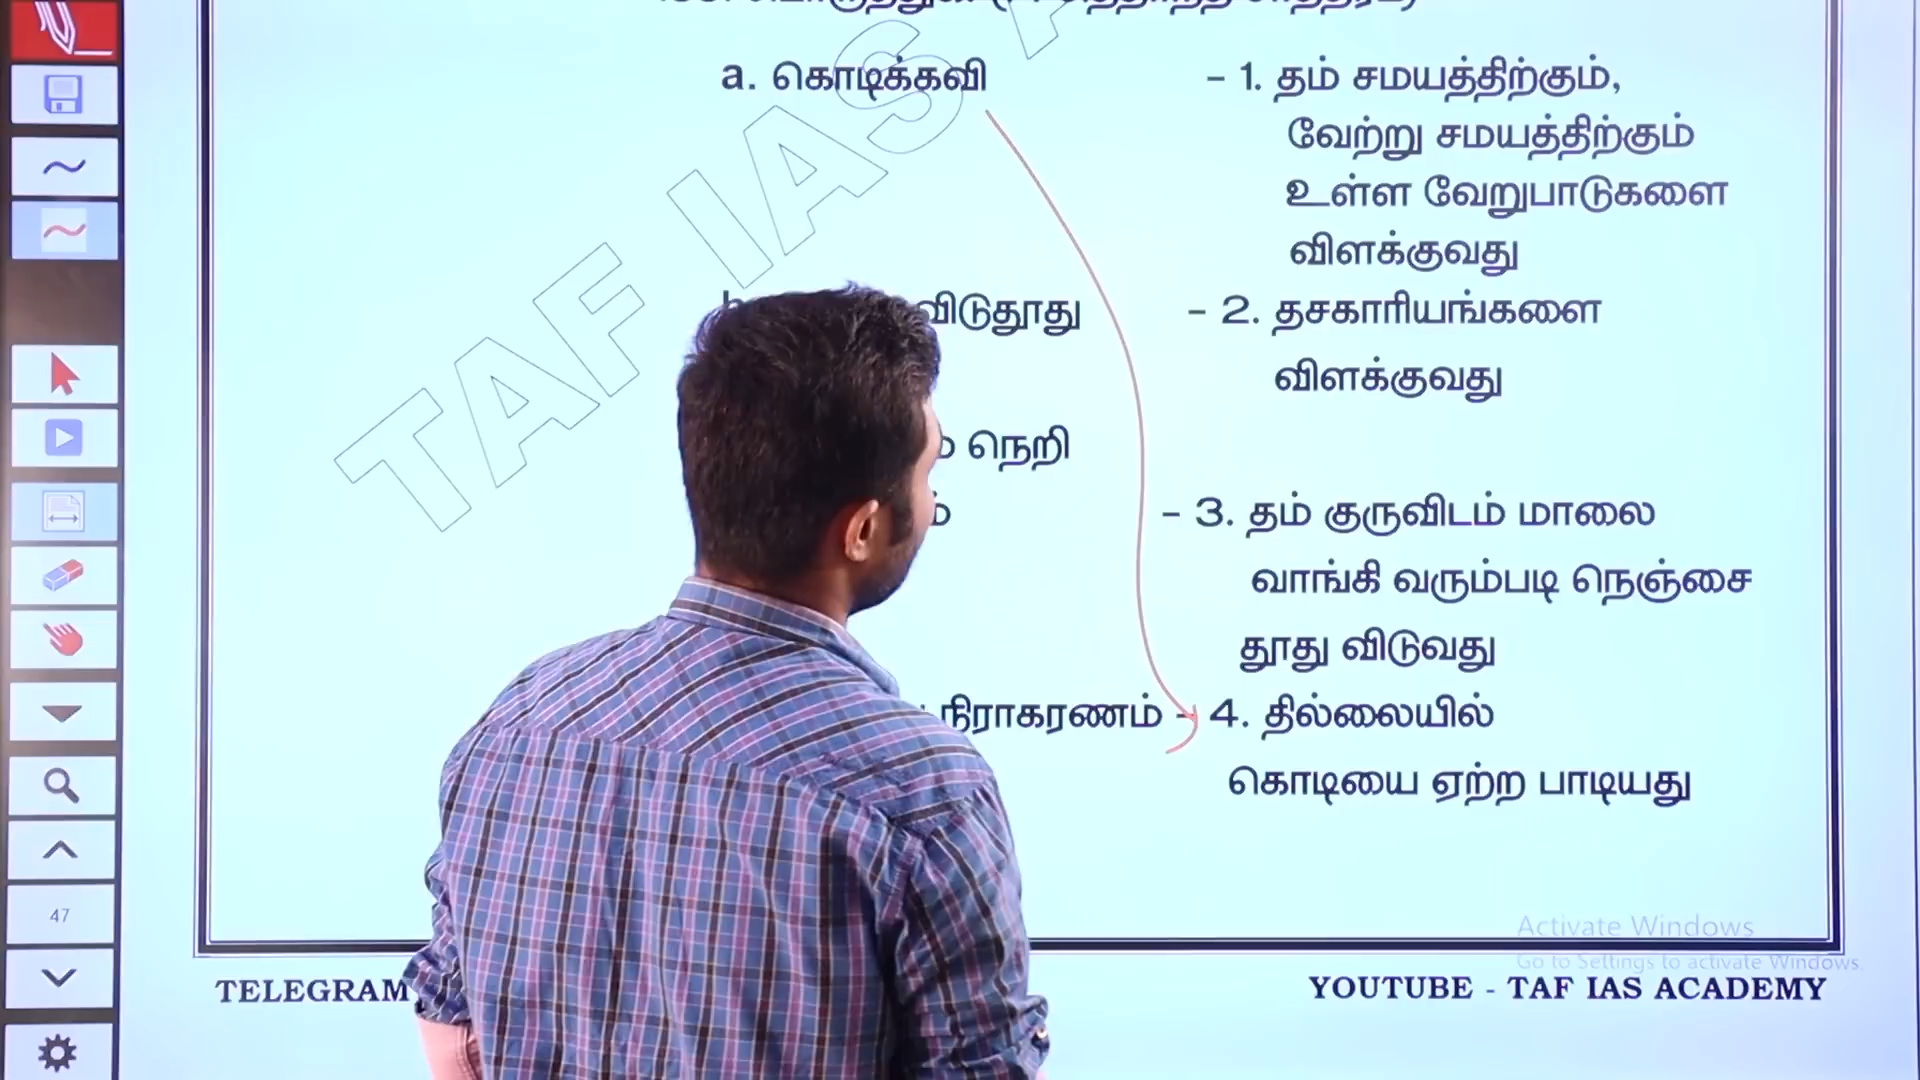 a. கொடிக்கவி - 1. தம் சமயத்திற்கும்,
வேற்று சமயத்திற்கும்
உள்ள வேறுபாடுகளை
விளக்குவது
விடுதூது - 2. தசகாரியங்களை
விளக்குவது
நெறி
- 3. தம் குருவிடம் மாலை
வாங்கி வரும்படி நெஞ்சை
தூது விடுவது
நிராகரணம் - 4. தில்லையில்
கொடியை ஏற்ற பாடியது
TAF IAS
47
Activate Windows
Go to Settings to activate Windows.
TELEGRAM
YOUTUBE - TAF IAS ACADEMY